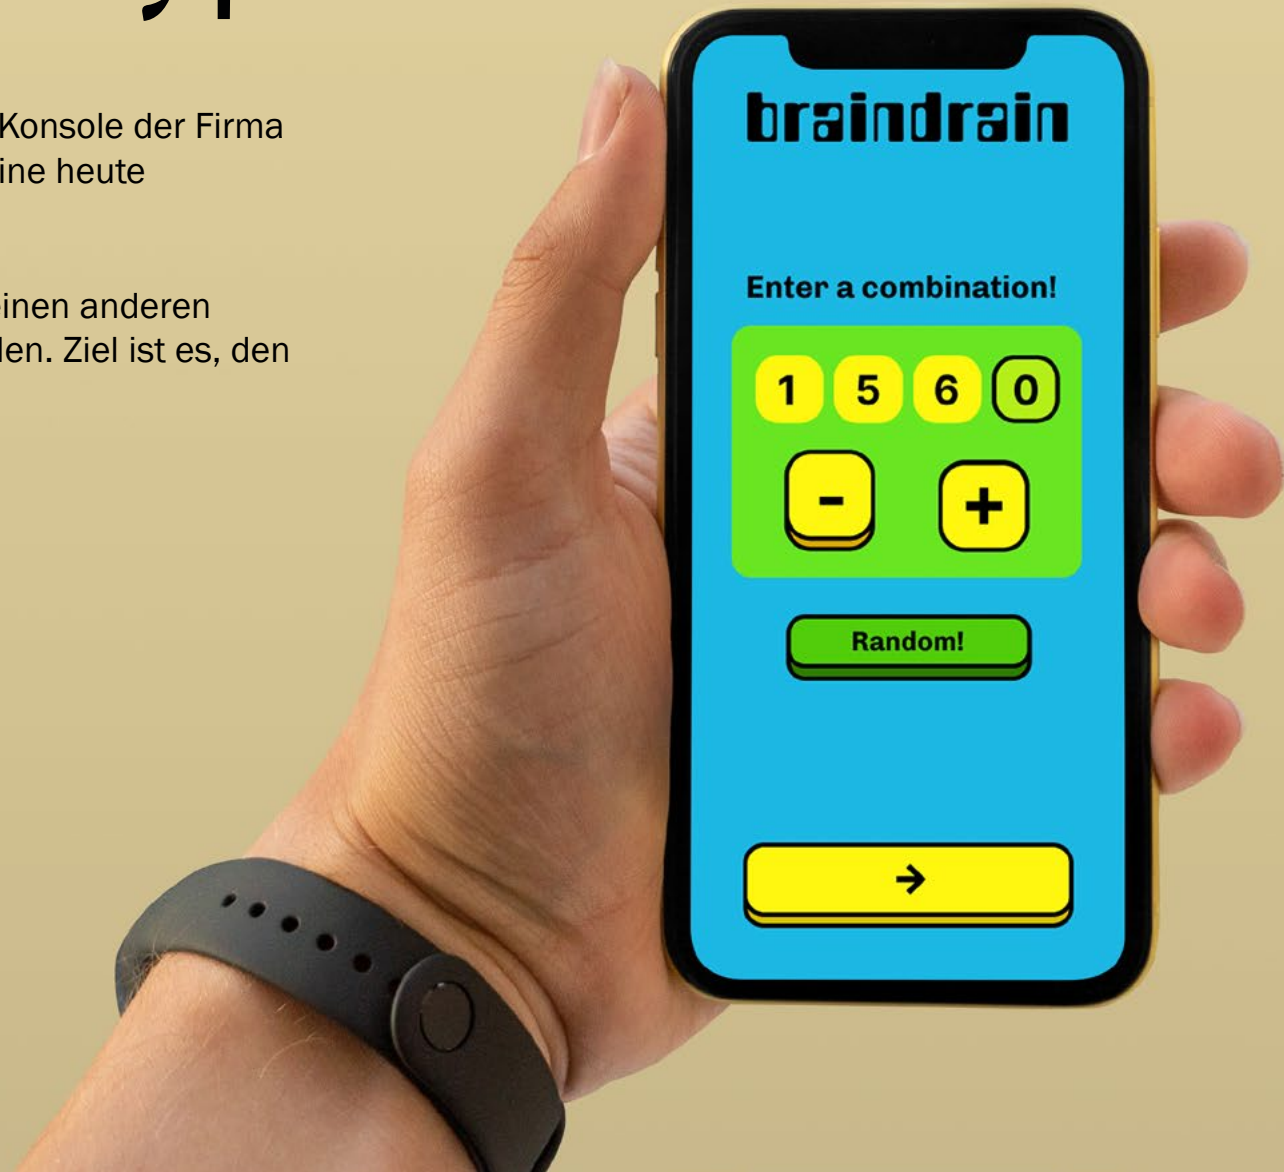 Konsole der Firma
ine heute
einen anderen
len. Ziel ist es, den
braindrain
Enter a combination!
1 5 6 0
- +
Random!
→